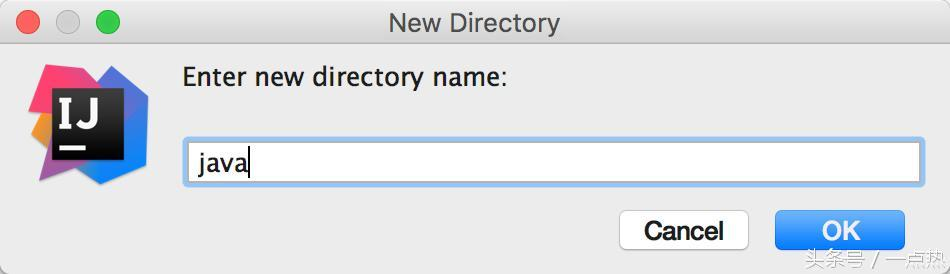 New Directory
IJ
Enter new directory name:
java
Cancel
OK
头条号 / 一点热